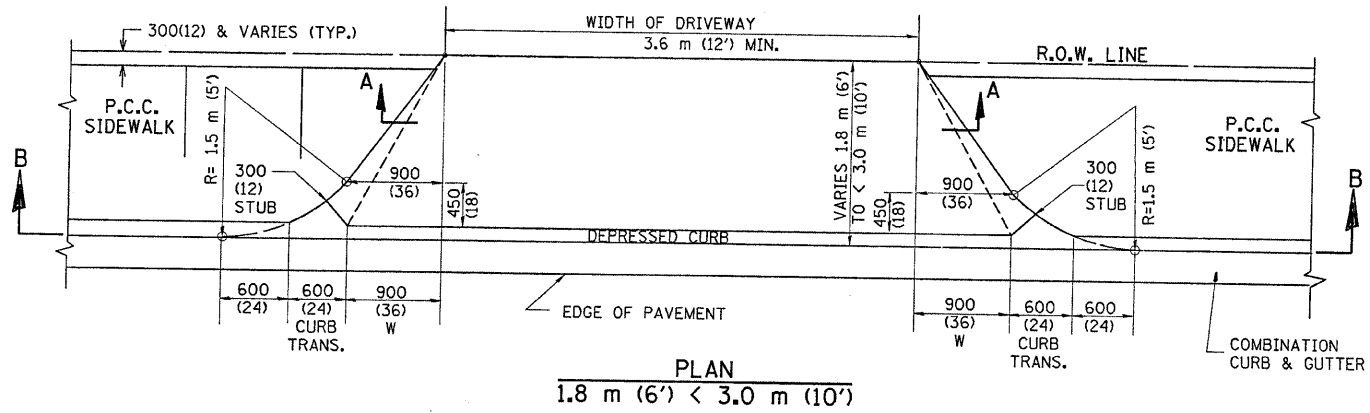 300(12) & VARIES (TYP.)
WIDTH OF DRIVEWAY
3.6 m (12') MIN.
R.O.W. LINE
P.C.C.
SIDEWALK
R= 1.5 m (5')
A
A
VARIES 1.8 m (6')
TO < 3.0 m (10')
P.C.C.
SIDEWALK
B
B
300
(12)
STUB
900
(36)
450
(18)
900
(36)
450
(18)
300
(12)
STUB
R=1.5 m (5')
DEPRESSED CURB
600
(24)
600
(24)
CURB
TRANS.
900
(36)
W
EDGE OF PAVEMENT
900
(36)
W
600
(24)
CURB
TRANS.
600
(24)
COMBINATION
CURB & GUTTER
PLAN
1.8 m (6') < 3.0 m (10')